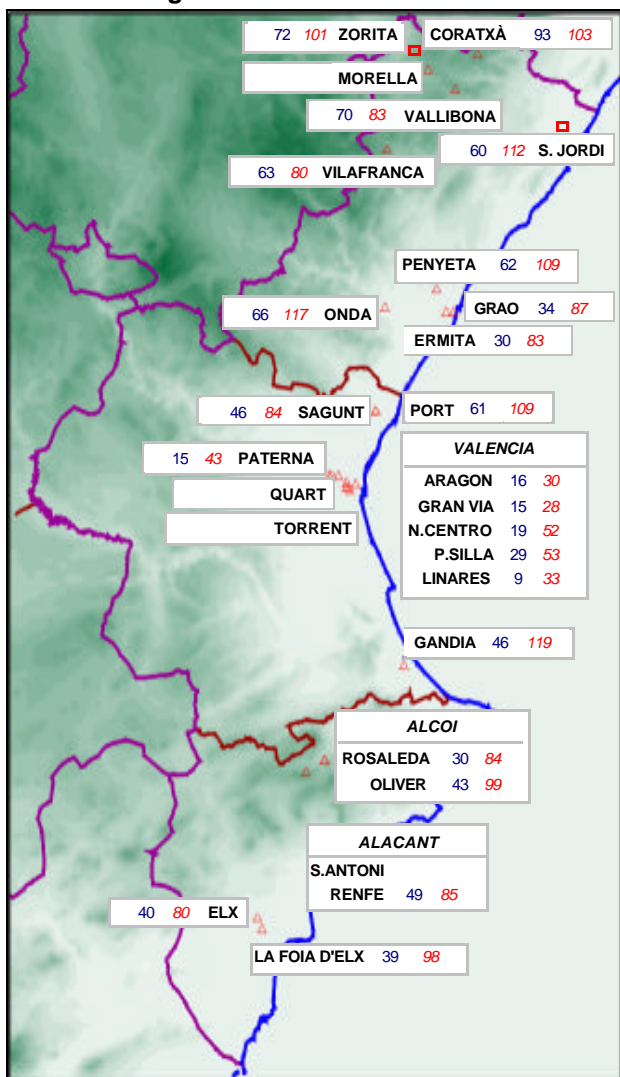 72 101 ZORITA
CORATXÀ 93 103
MORELLA
70 83 VALLIBONA
60 112 S. JORDI
63 80 VILAFRANCA
PENYETA 62 109
66 117 ONDA
GRAO 34 87
ERMITA 30 83
46 84 SAGUNT
PORT 61 109
VALENCIA
ARAGON 16 30
GRAN VIA 15 28
N.CENTRO 19 52
P.SILLA 29 53
LINARES 9 33
15 43 PATERNA
QUART
TORRENT
GANDIA 46 119
ALCOI
ROSALEDA 30 84
OLIVER 43 99
ALACANT
S.ANTONI
RENFE 49 85
40 80 ELX
LA FOIA D'ELX 39 98